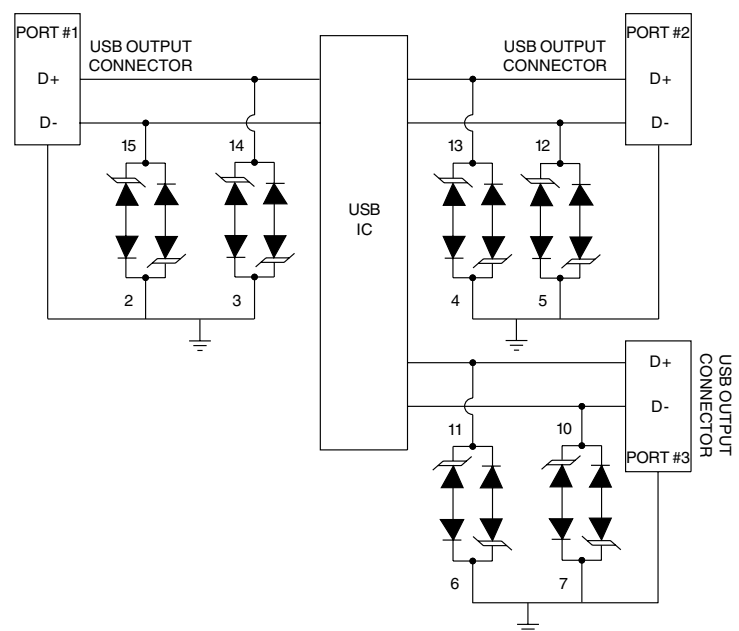 PORT #1
USB OUTPUT
CONNECTOR
D+
D-
15
14
2
3
USB
IC
USB OUTPUT
CONNECTOR
PORT #2
D+
D-
13
12
4
5
D+
D-
PORT #3
USB OUTPUT
CONNECTOR
11
10
6
7